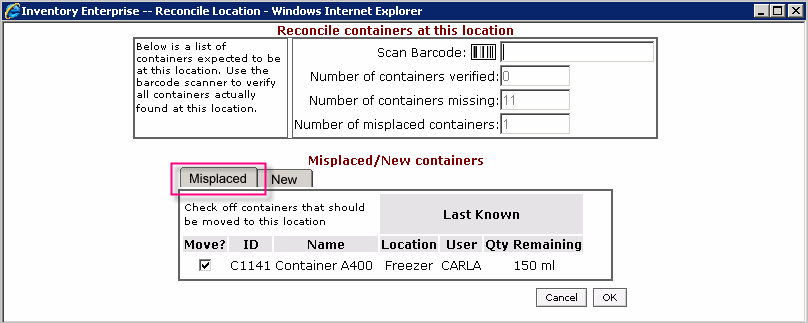 Inventory Enterprise -- Reconcile Location - Windows Internet Explorer
Reconcile containers at this location
Below is a list of
containers expected to be
at this location. Use the
barcode scanner to verify
all containers actually
found at this location.
Scan Barcode:
Number of containers verified: 0
Number of containers missing: 11
Number of misplaced containers: 1
Misplaced/New containers
Misplaced New
Check off containers that should
be moved to this location
Last Known
Move? ID Name Location User Qty Remaining
C1141 Container A400 Freezer CARLA 150 ml
Cancel OK